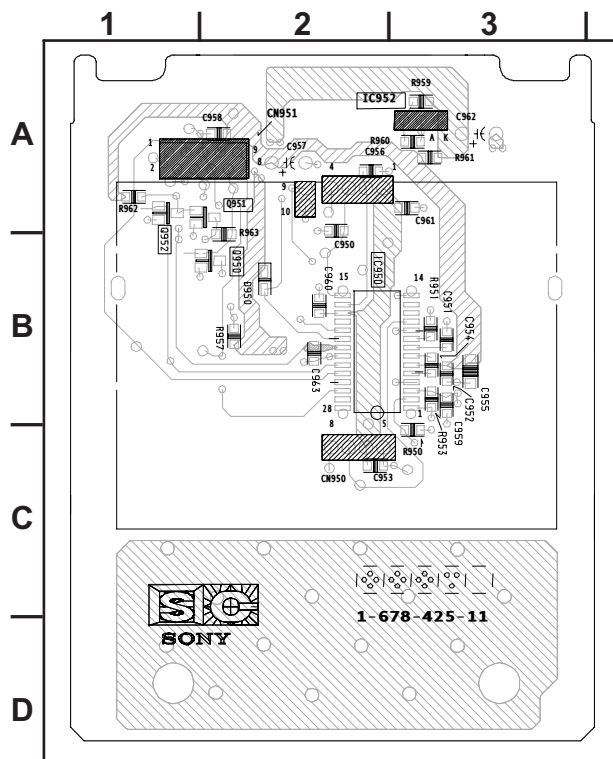 1 2 3
A
B
C
D
R959
IC952
C962
CN951
C958
1
9
A K
R960
R961
2
8
C957
+
4
C956
1
+
R962
Q951
9
10
C961
Q952
R963
C950
Q950
D950
C960
15
IC950
14
R951
C951
C954
R957
C963
C955
C952
C959
R953
28
1
8
5
R950
CN950
C953
1-678-425-11
SC
SONY